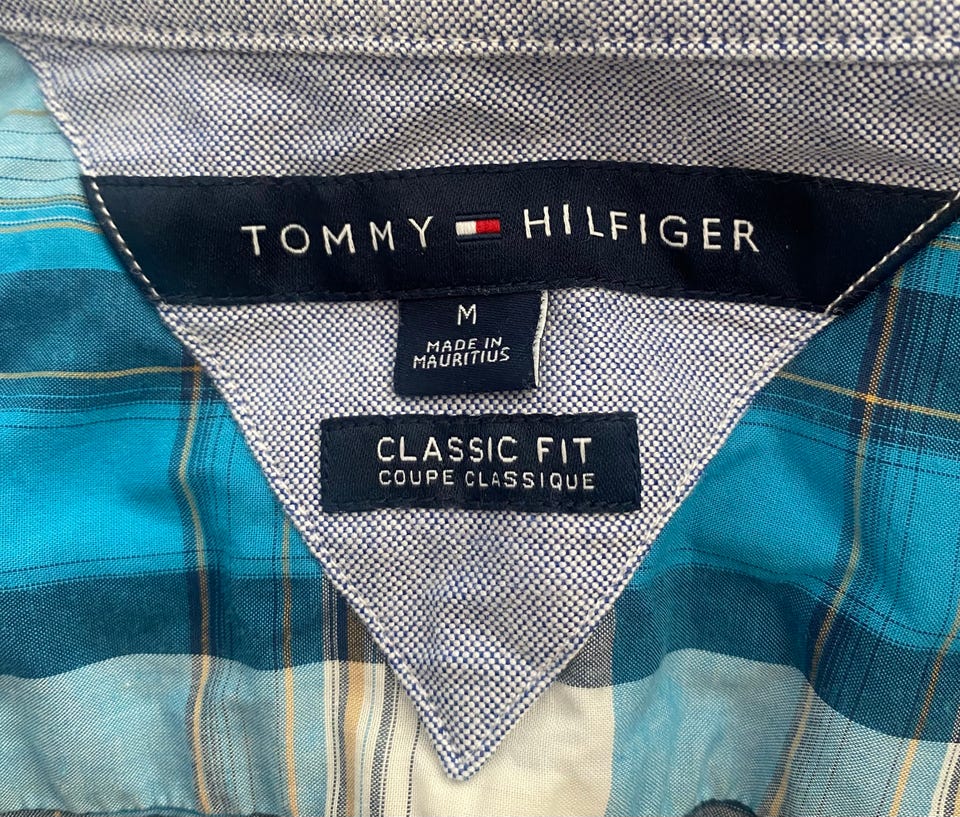 TOMMY HILFIGER
M
MADE IN
MAURITIUS
CLASSIC FIT
COUPE CLASSIQUE